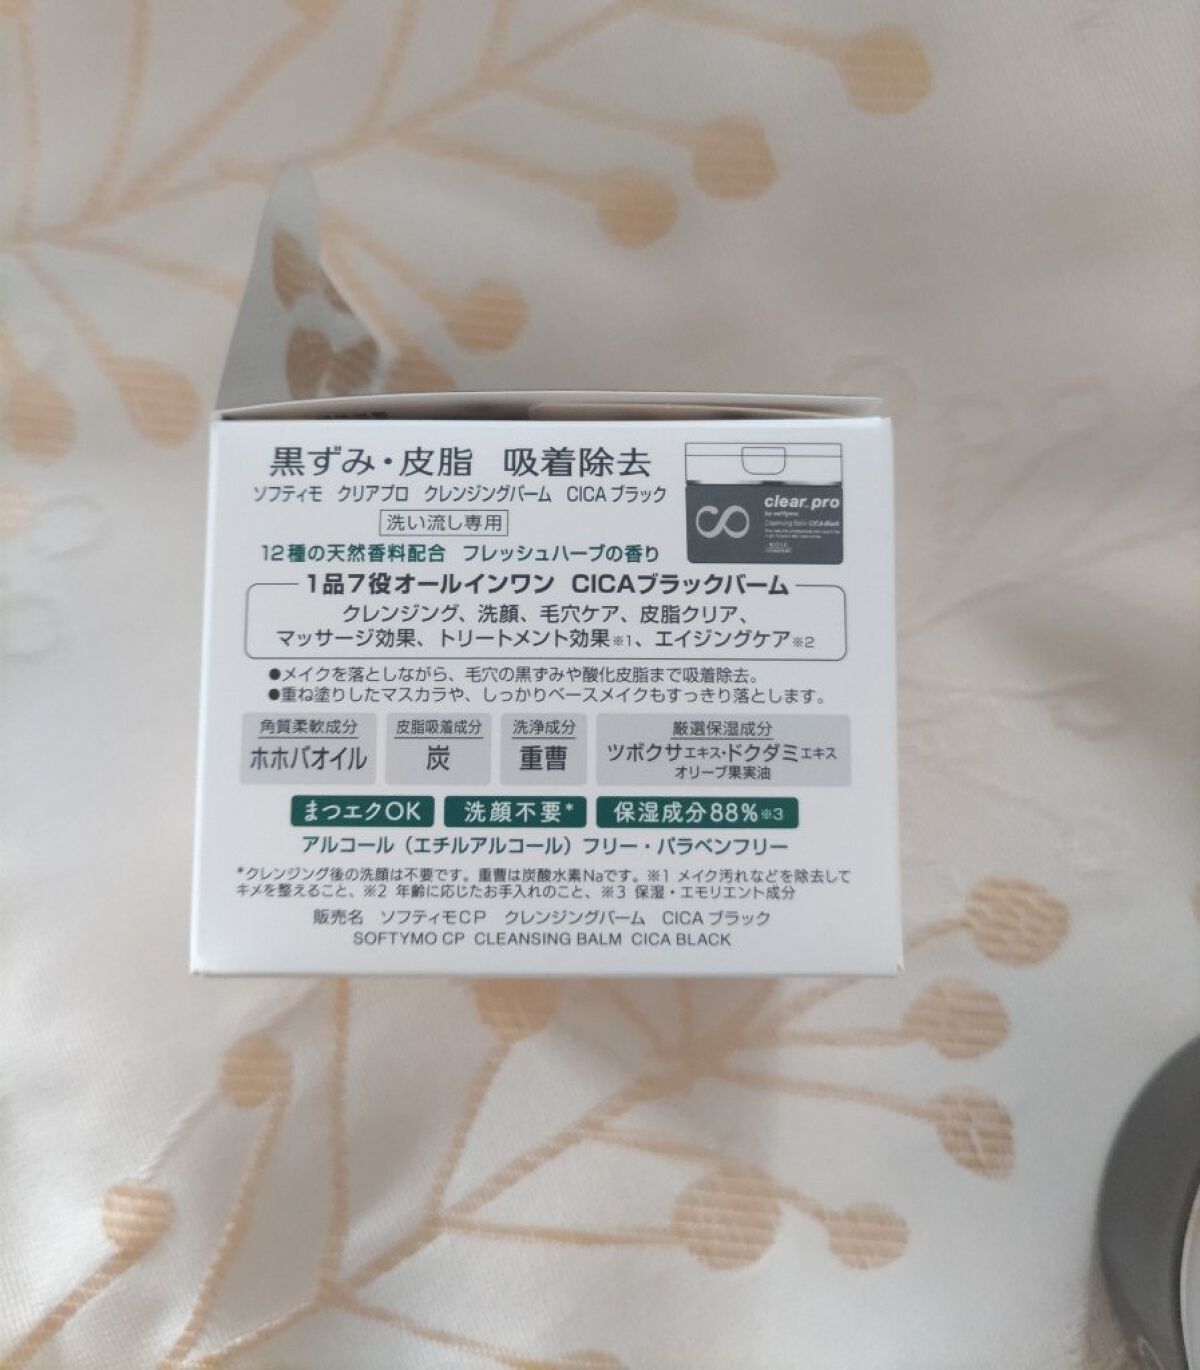 黒ずみ・皮脂 吸着除去
ソフティモ クリアプロ クレンジングバーム CICA ブラック
洗い流し専用
12種の天然香料配合 フレッシュハーブの香り
clear.pro
by softymo
Cleansing Balm CICA Black
1品7役オールインワン CICAブラックバーム
クレンジング、洗顔、毛穴ケア、皮脂クリア、
マッサージ効果、トリートメント効果※1、エイジングケア※2
●メイクを落としながら、毛穴の黒ずみや酸化皮脂まで吸着除去。
●重ね塗りしたマスカラや、しっかりベースメイクもすっきり落とします。
角質柔軟成分
ホホバオイル
皮脂吸着成分
炭
洗浄成分
重曹
厳選保湿成分
ツボクサエキス・ドクダミエキス
オリーブ果実油
まつエクOK 洗顔不要* 保湿成分88%※3
アルコール（エチルアルコール）フリー・パラベンフリー
*クレンジング後の洗顔は不要です。重曹は炭酸水素Naです。※1 メイク汚れなどを除去して
キメを整えること、※2 年齢に応じたお手入れのこと、※3 保湿・エモリエント成分
販売名 ソフティモCP クレンジングバーム CICA ブラック
SOFTYMO CP CLEANSING BALM CICA BLACK